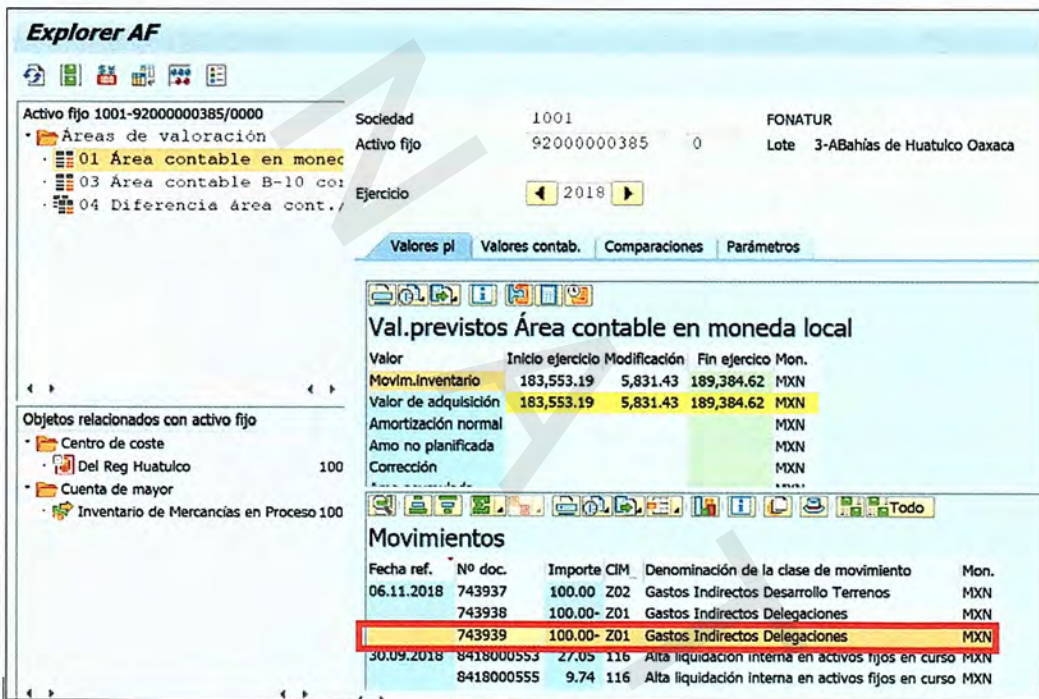 Explorer AF
Activo fijo 1001-92000000385/0000
Áreas de valoración
01 Área contable en moned
03 Área contable B-10 co
04 Diferencia área cont./
Objetos relacionados con activo fijo
Centro de coste
Del Reg Huatulco 100
Cuenta de mayor
Inventario de Mercancías en Proceso 100
Sociedad 1001 FONATUR
Activo fijo 92000000385 0 Lote 3-ABahías de Huatulco Oaxaca
Ejercicio 2018
Valores pl Valores contab. Comparaciones Parámetros
Val.previstos Área contable en moneda local
Valor Inicio ejercicio Modificación Fin ejercico Mon.
Movim.inventario 183,553.19 5,831.43 189,384.62 MXN
Valor de adquisición 183,553.19 5,831.43 189,384.62 MXN
Amortización normal MXN
Amo no planificada MXN
Corrección MXN
Todo
Movimientos
Fecha ref. Nº doc. Importe ClM Denominación de la clase de movimiento Mon.
06.11.2018 743937 100.00 Z02 Gastos Indirectos Desarrollo Terrenos MXN
743938 100.00- Z01 Gastos Indirectos Delegaciones MXN
743939 100.00- Z01 Gastos Indirectos Delegaciones MXN
30.09.2018 8418000553 27.05 116 Alta liquidación interna en activos fijos en curso MXN
8418000555 9.74 116 Alta liquidación interna en activos fijos en curso MXN